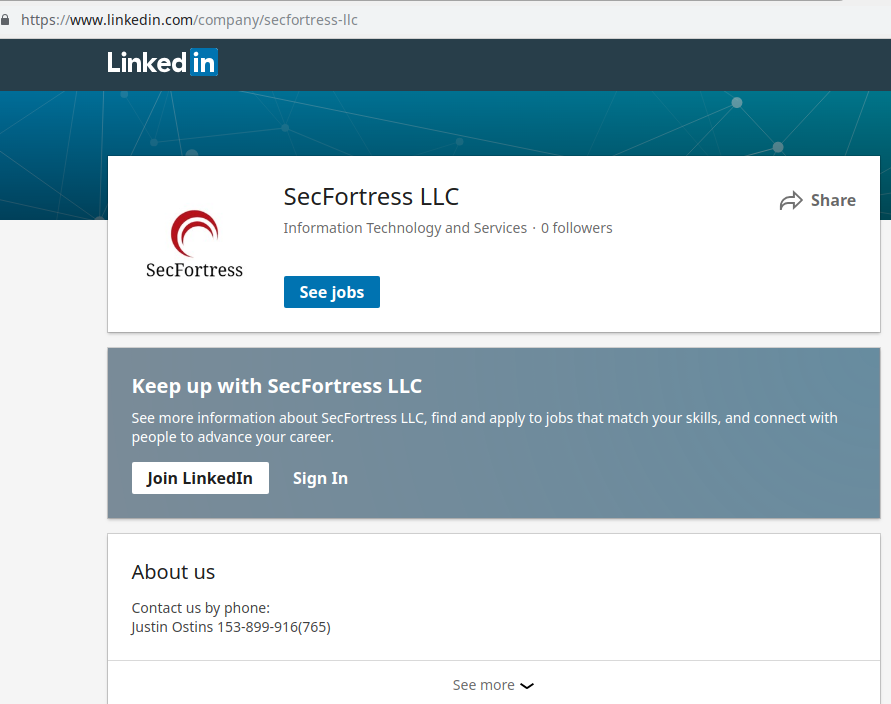 https://www.linkedin.com/company/secfortress-llc
Linked in
SecFortress
SecFortress LLC
Share
Information Technology and Services · 0 followers
See jobs
Keep up with SecFortress LLC
See more information about SecFortress LLC, find and apply to jobs that match your skills, and connect with
people to advance your career.
Join LinkedIn Sign In
About us
Contact us by phone:
Justin Ostins 153-899-916(765)
See more